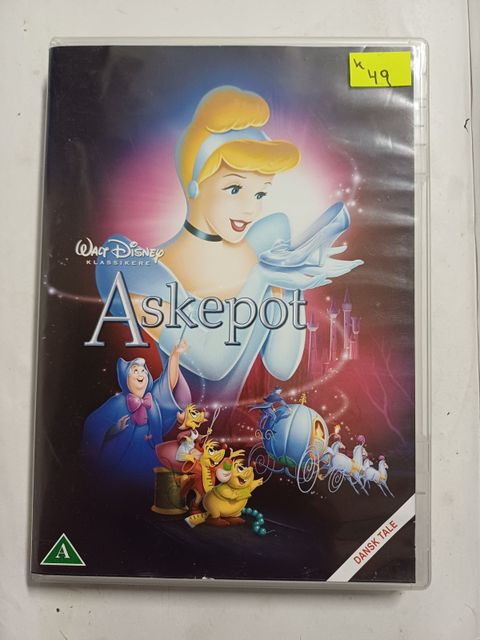 k 49
WALT DISNEY
KLASSIKERE
Askepot
A
DANSK TALE